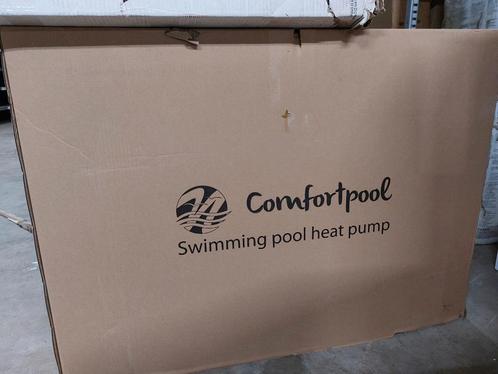 Comfortpool
Swimming pool heat pump